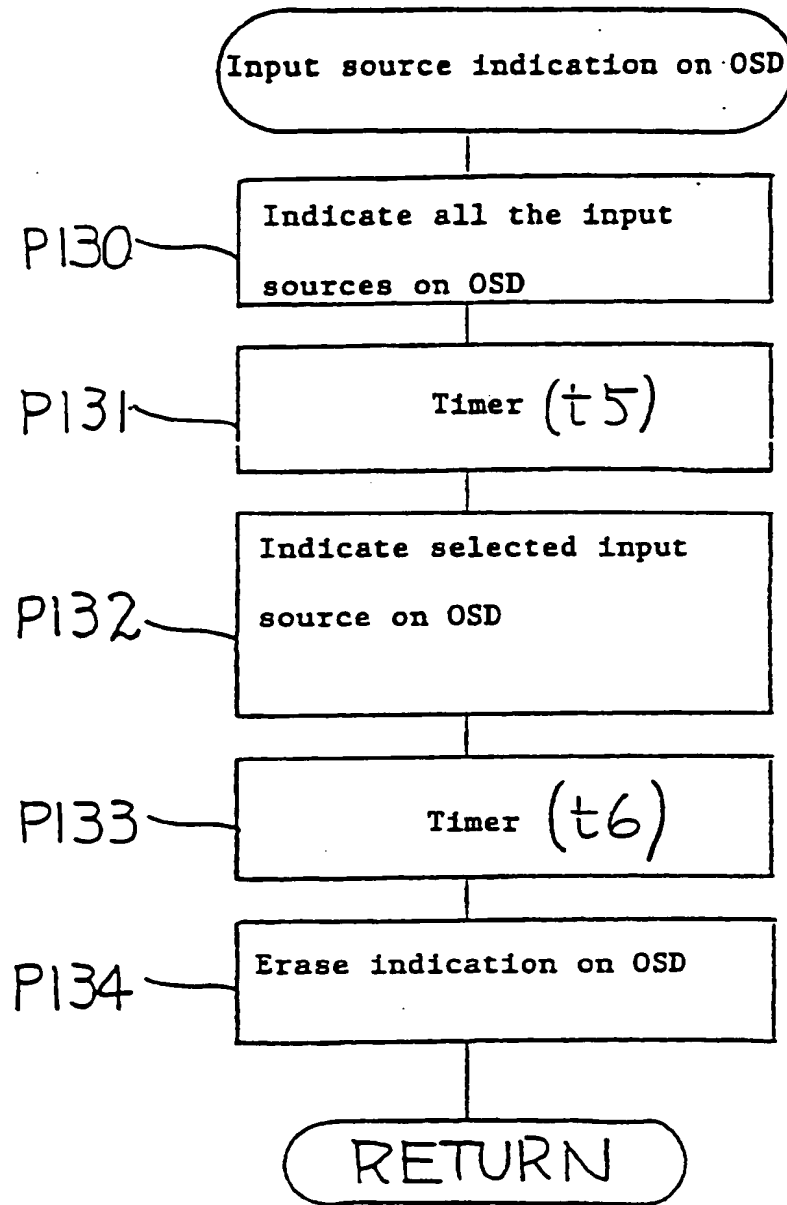 Input source indication on OSD
P130
Indicate all the input
sources on OSD
P131
Timer (t5)
P132
Indicate selected input
source on OSD
P133
Timer (t6)
P134
Erase indication on OSD
RETURN